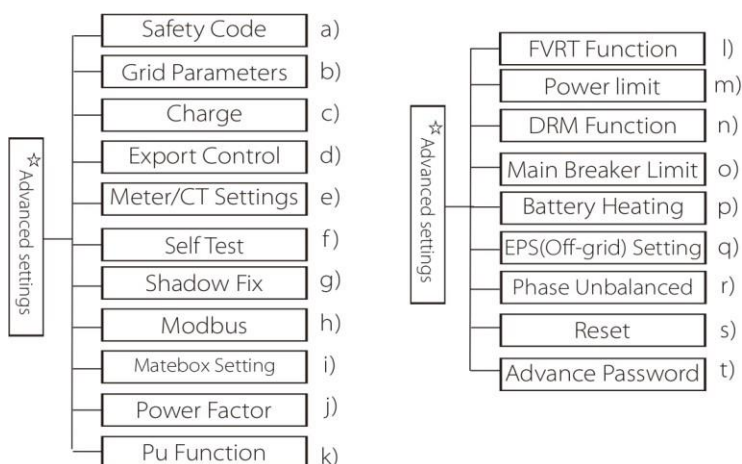 ☆ Advanced settings
Safety Code a)
Grid Parameters b)
Charge c)
Export Control d)
Meter/CT Settings e)
Self Test f)
Shadow Fix g)
Modbus h)
Matebox Setting i)
Power Factor j)
Pu Function k)
☆ Advanced settings
FVRT Function l)
Power limit m)
DRM Function n)
Main Breaker Limit o)
Battery Heating p)
EPS(Off-grid) Setting q)
Phase Unbalanced r)
Reset s)
Advance Password t)